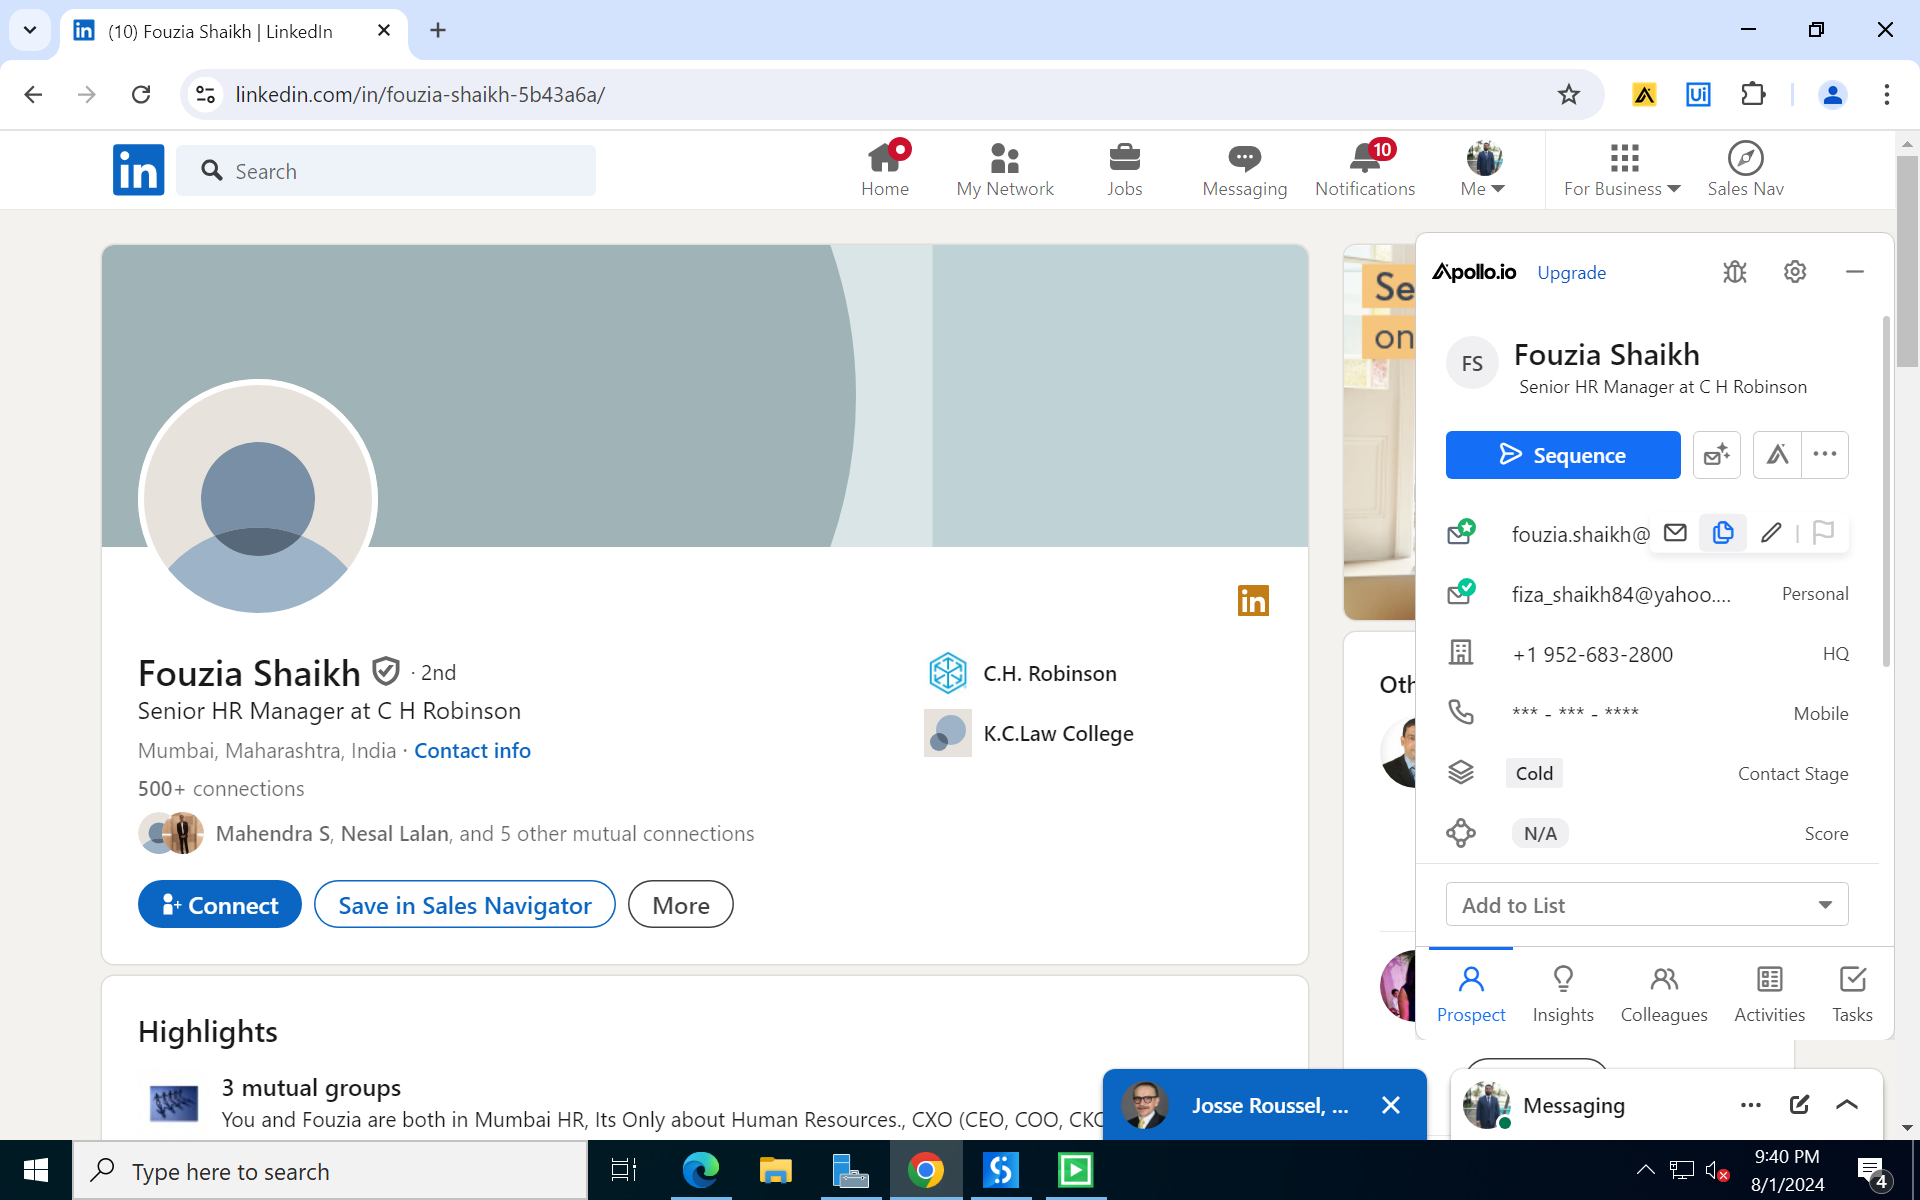 (10) Fouzia Shaikh | LinkedIn
linkedin.com/in/fouzia-shaikh-5b43a6a/
Ui
in
Search
Home
My Network
Jobs
Messaging
10
Notifications
Me
For Business
Sales Nav
Se
on
Apollo.io
Upgrade
FS
Fouzia Shaikh
Senior HR Manager at C H Robinson
Sequence
fouzia.shaikh@
fiza_shaikh84@yahoo....
Personal
+1 952-683-2800
HQ
*** - *** - ****
Mobile
Cold
Contact Stage
N/A
Score
Add to List
Prospect
Insights
Colleagues
Activities
Tasks
in
Fouzia Shaikh · 2nd
Senior HR Manager at C H Robinson
Mumbai, Maharashtra, India · Contact info
500+ connections
Mahendra S, Nesal Lalan, and 5 other mutual connections
C.H. Robinson
K.C.Law College
Connect
Save in Sales Navigator
More
Oth
Highlights
3 mutual groups
You and Fouzia are both in Mumbai HR, Its Only about Human Resources., CXO (CEO, COO, CKC
Josse Roussel, ...
Messaging
Type here to search
9:40 PM
8/1/2024
4